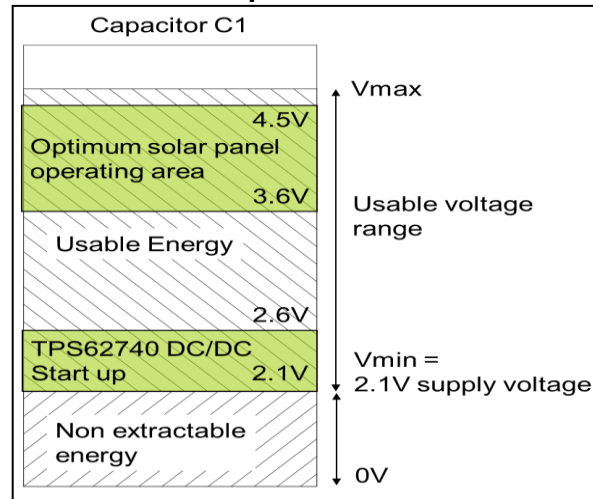 Capacitor C1
Vmax
4.5V
Optimum solar panel
operating area
3.6V
Usable voltage
range
Usable Energy
2.6V
TPS62740 DC/DC
Start up 2.1V
Vmin =
2.1V supply voltage
Non extractable
energy
0V